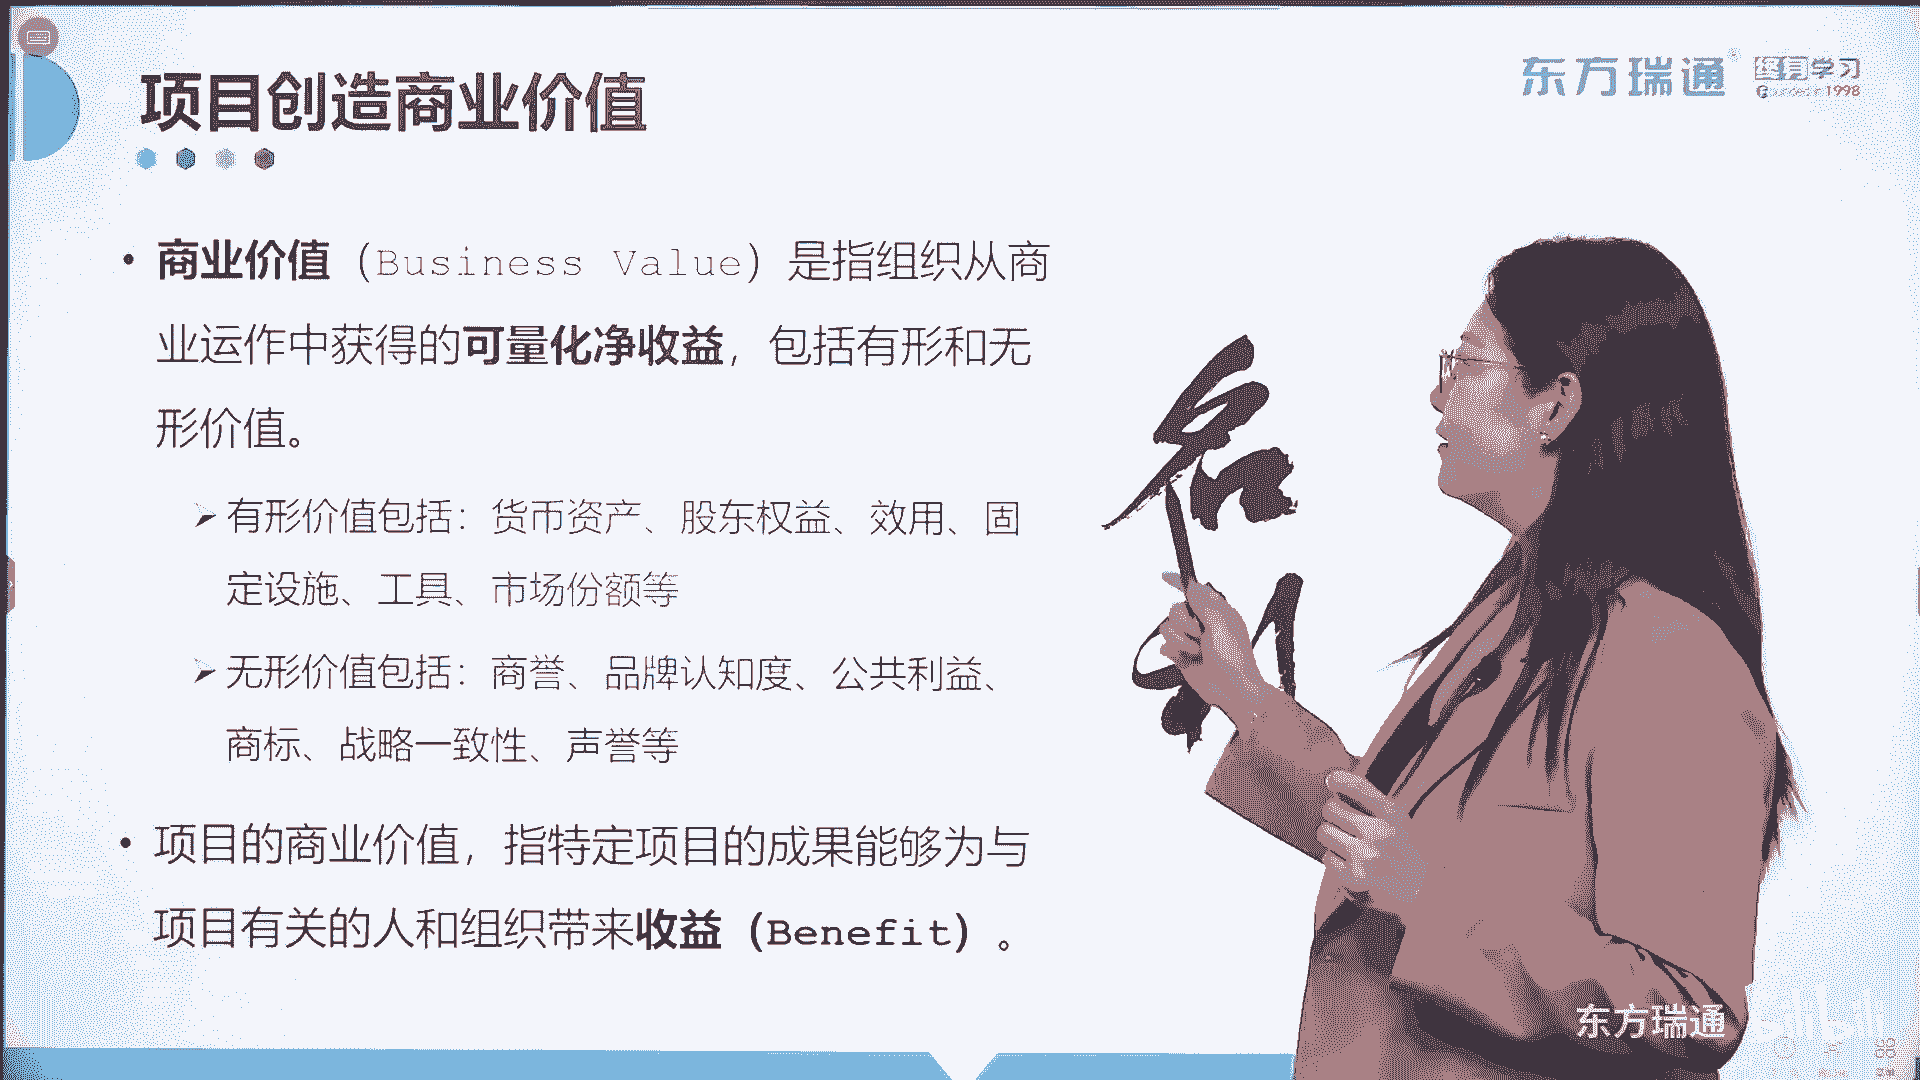 项目创造商业价值
东方瑞通
终身学习
1998
• 商业价值（Business Value）是指组织从商
业运作中获得的可量化净收益，包括有形和无
形价值。
➢ 有形价值包括：货币资产、股东权益、效用、固
定设施、工具、市场份额等
➢ 无形价值包括：商誉、品牌认知度、公共利益、
商标、战略一致性、声誉等
• 项目的商业价值，指特定项目的成果能够为与
项目有关的人和组织带来收益（Benefit）。
东方瑞通